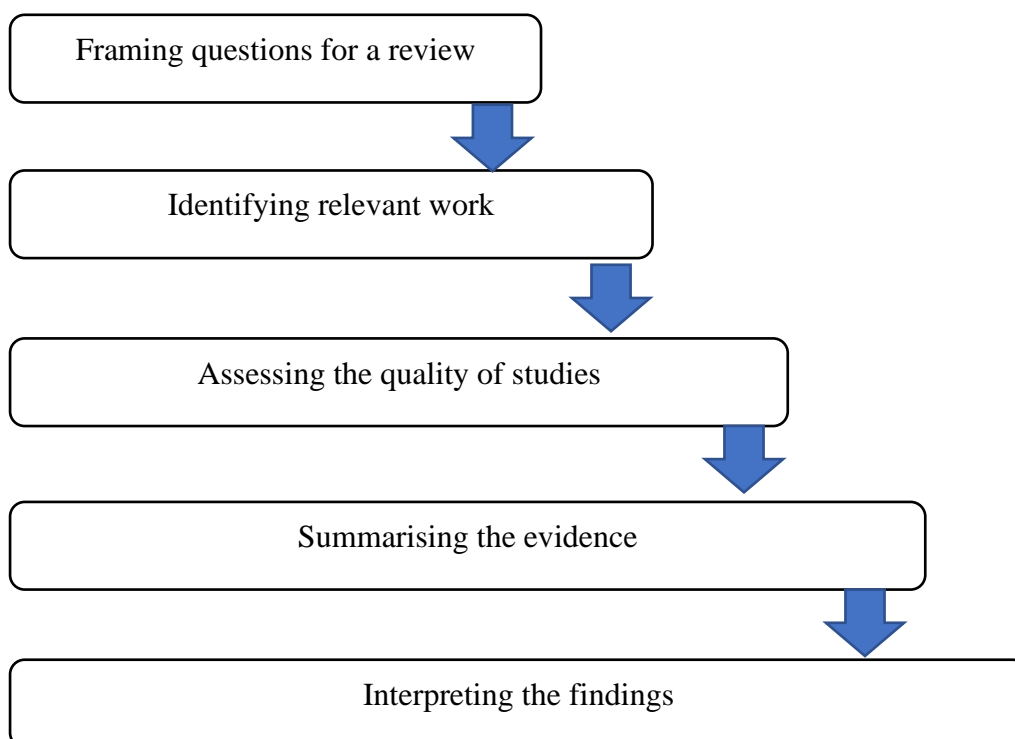 Framing questions for a review
Identifying relevant work
Assessing the quality of studies
Summarising the evidence
Interpreting the findings